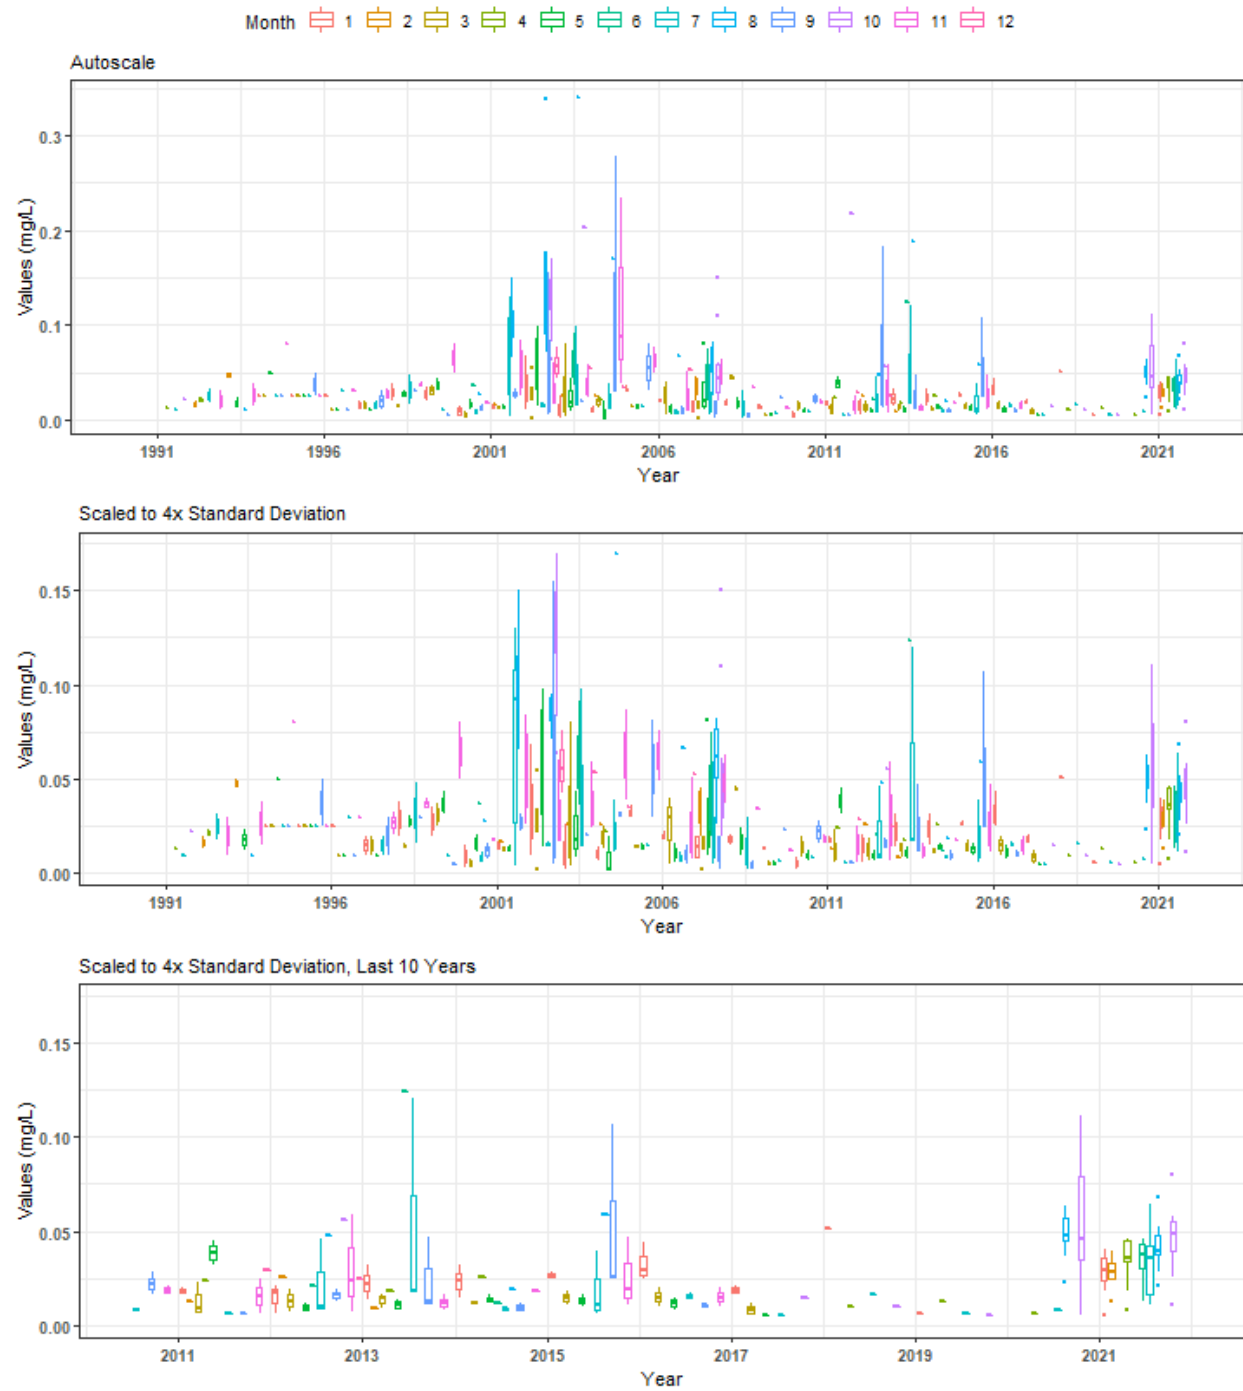 Month 1 2 3 4 5 6 7 8 9 10 11 12
Autoscale
Values (mg/L)
0.3
0.2
0.1
0.0
1991 1996 2001 2006 2011 2016 2021
Year
Scaled to 4x Standard Deviation
Values (mg/L)
0.15
0.10
0.05
0.00
1991 1996 2001 2006 2011 2016 2021
Year
Scaled to 4x Standard Deviation, Last 10 Years
Values (mg/L)
0.15
0.10
0.05
0.00
2011 2013 2015 2017 2019 2021
Year